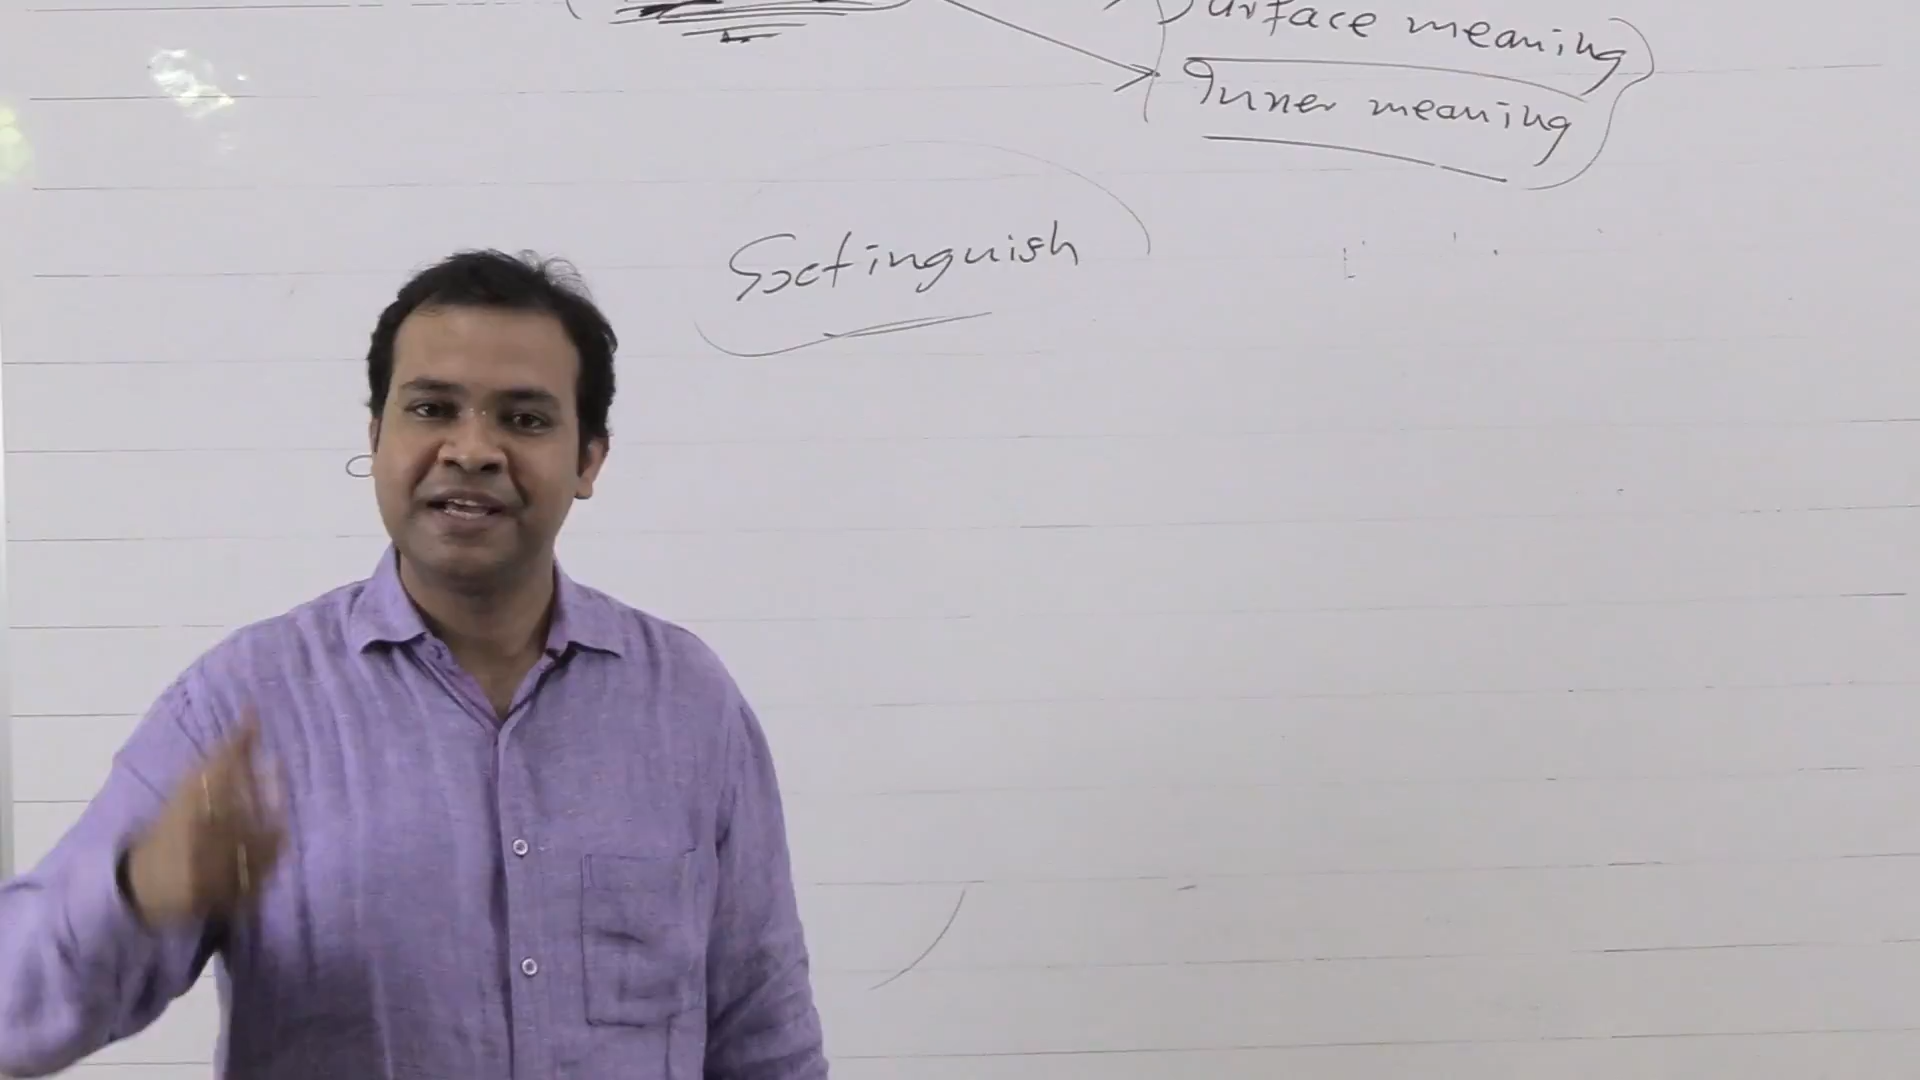 Surface meaning
Inner meaning
Extinguish